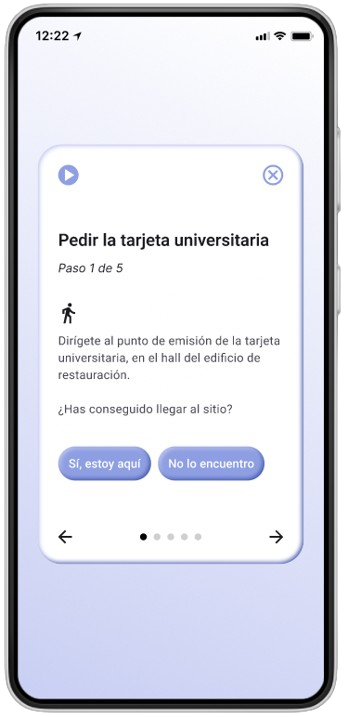 12:22
Pedir la tarjeta universitaria
Paso 1 de 5
Dirígete al punto de emisión de la tarjeta
universitaria, en el hall del edificio de
restauración.
¿Has conseguido llegar al sitio?
Sí, estoy aquí
No lo encuentro